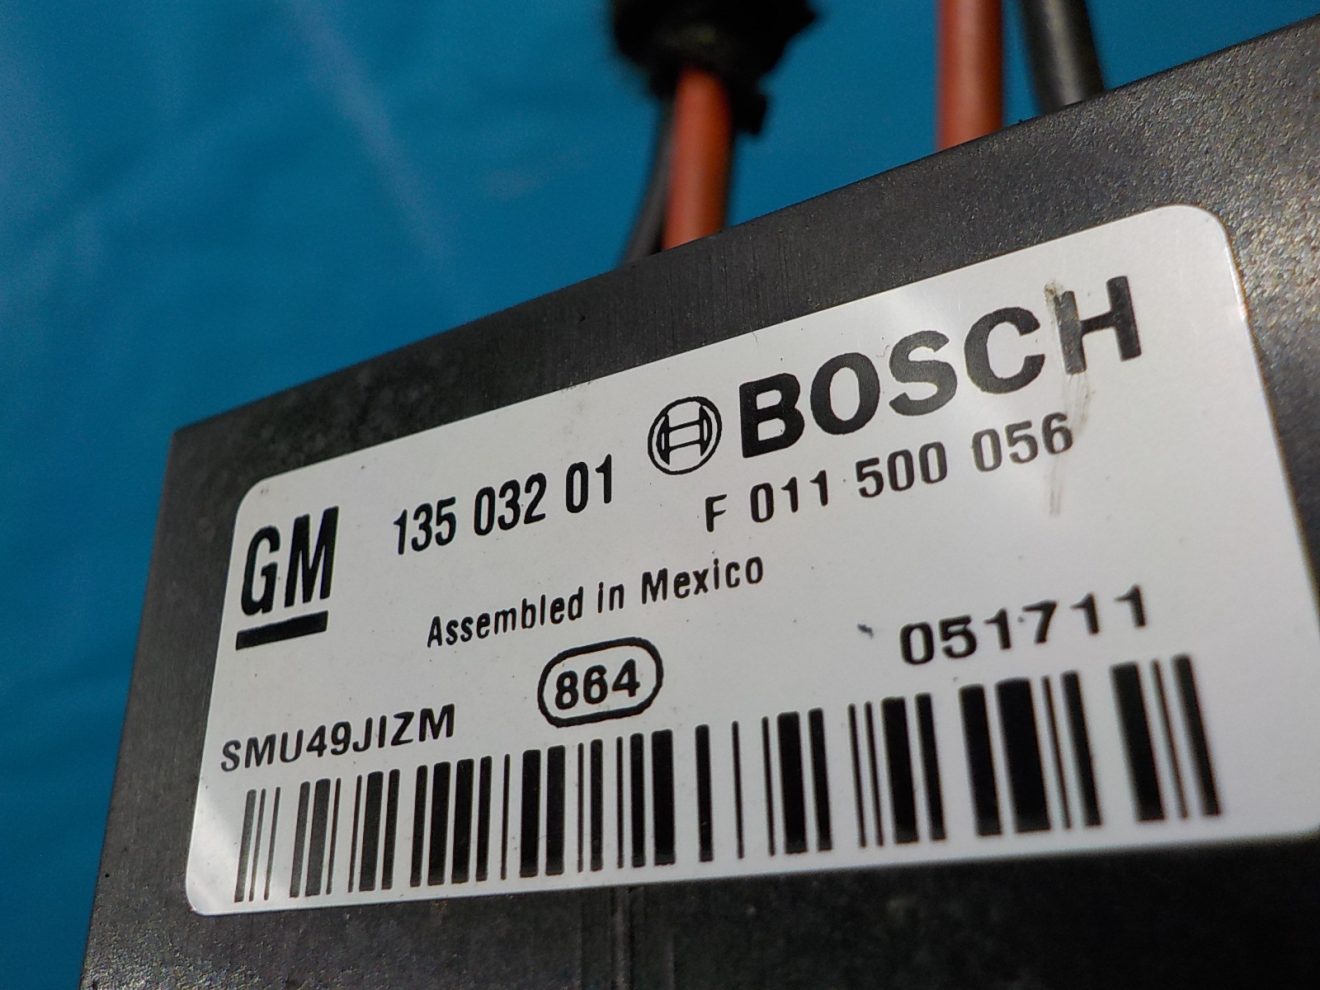 BOSCH
GM 135 032 01
F 011 500 056
Assembled in Mexico
864
051711
SMU49JIZM